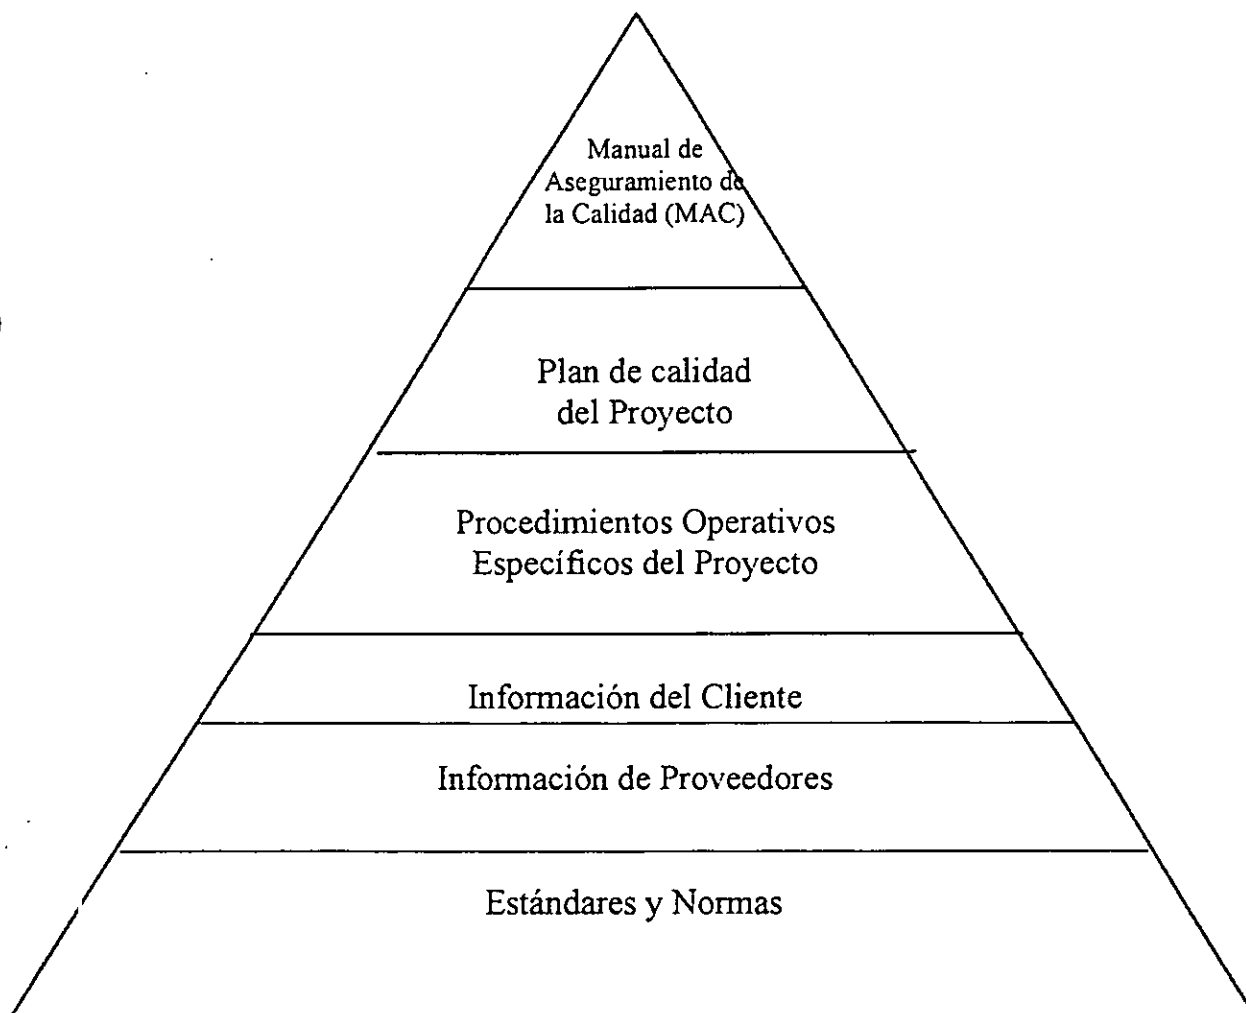 Manual de
Aseguramiento de
la Calidad (MAC)
Plan de calidad
del Proyecto
Procedimientos Operativos
Específicos del Proyecto
Información del Cliente
Información de Proveedores
Estándares y Normas